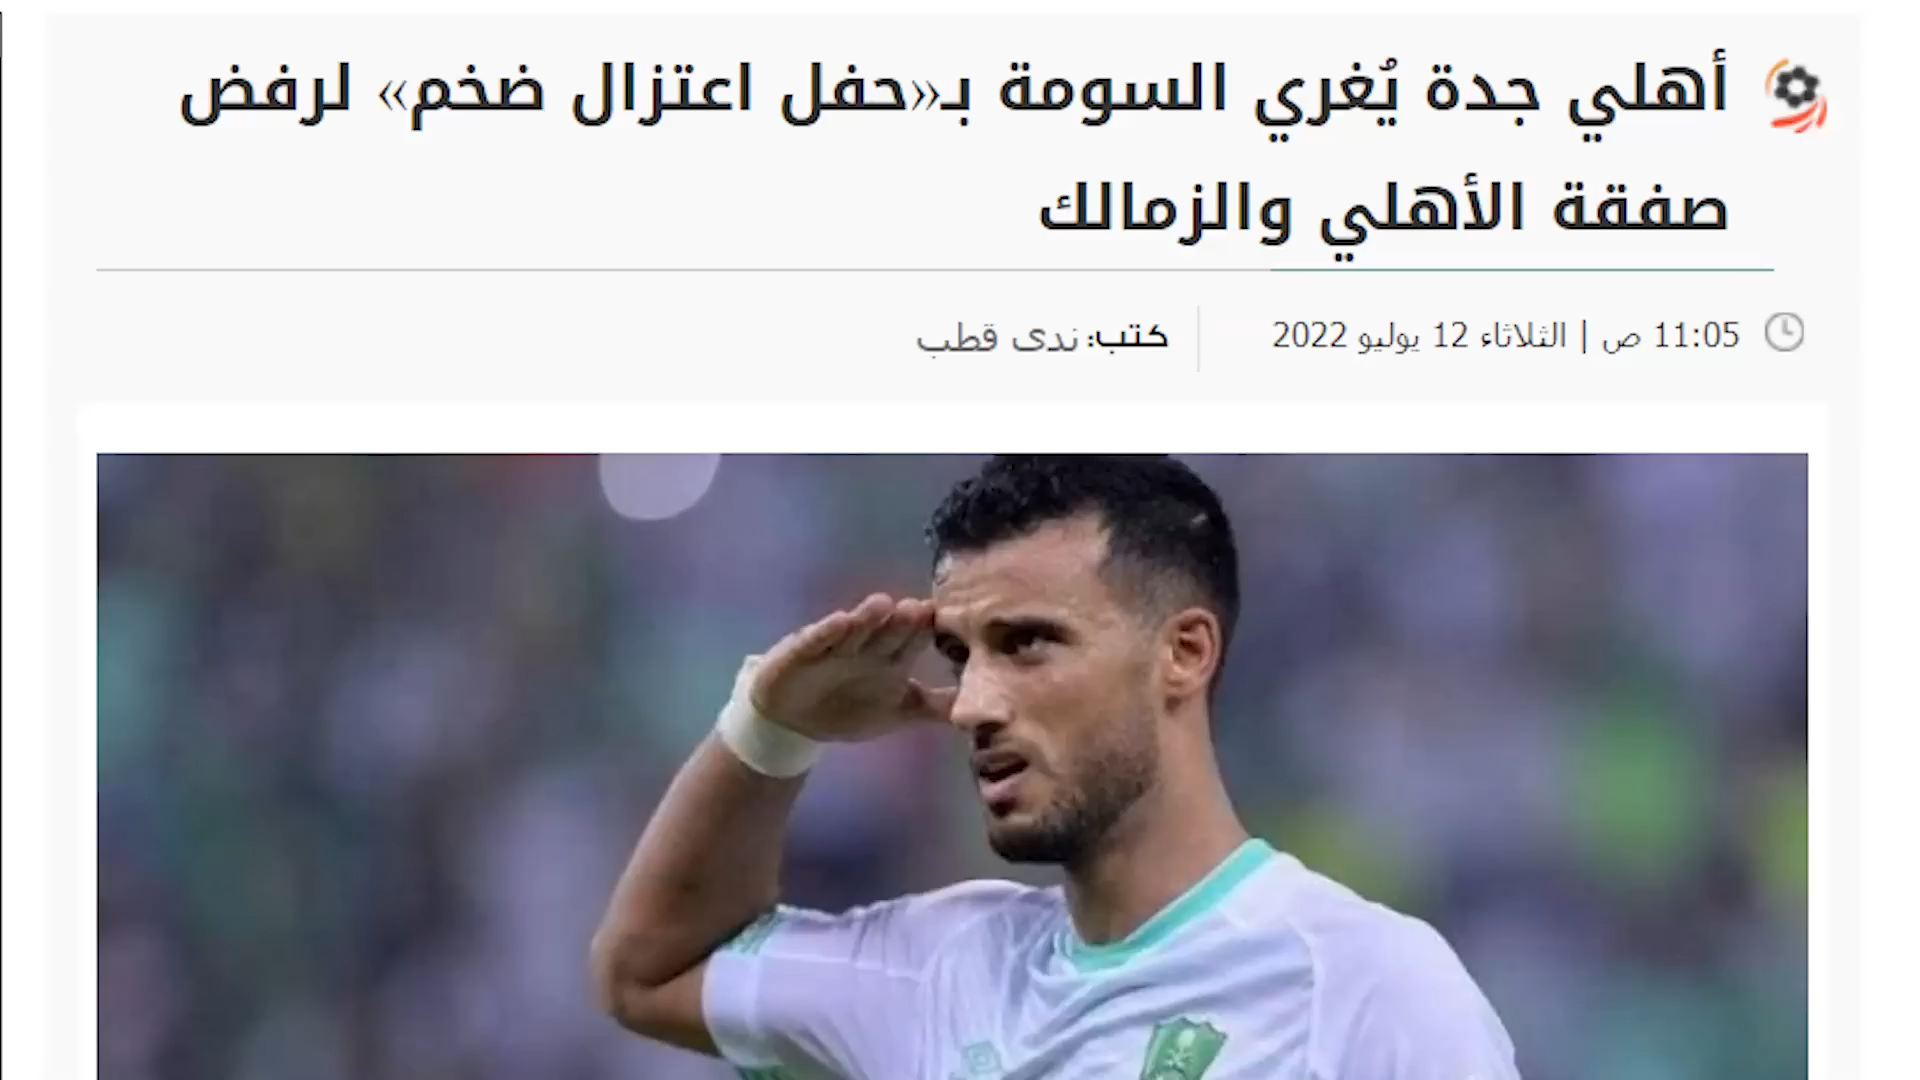 أهلي جدة يُغري السومة بـ«حفل اعتزال ضخم» لرفض
صفقة الأهلي والزمالك
11:05 ص | الثلاثاء 12 يوليو 2022
كتب: ندى قطب